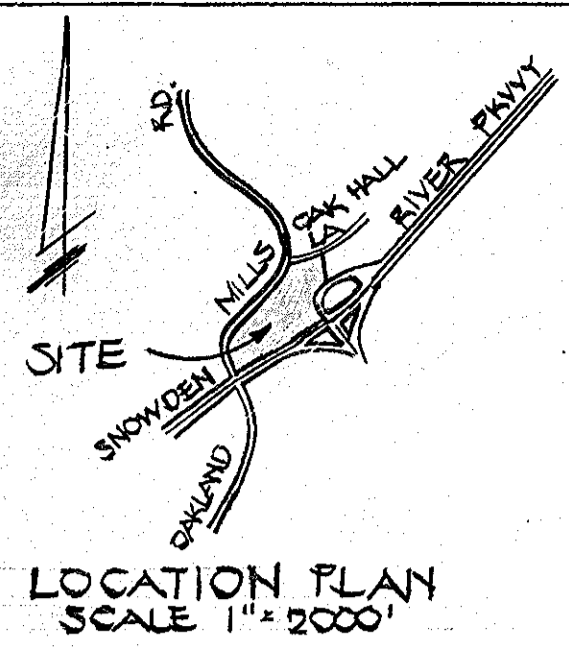 RD.
RIVER PKWY
OAK HALL
LA
MILLS
SITE
SNOWDEN
OAKLAND
LOCATION PLAN
SCALE 1" = 2000'